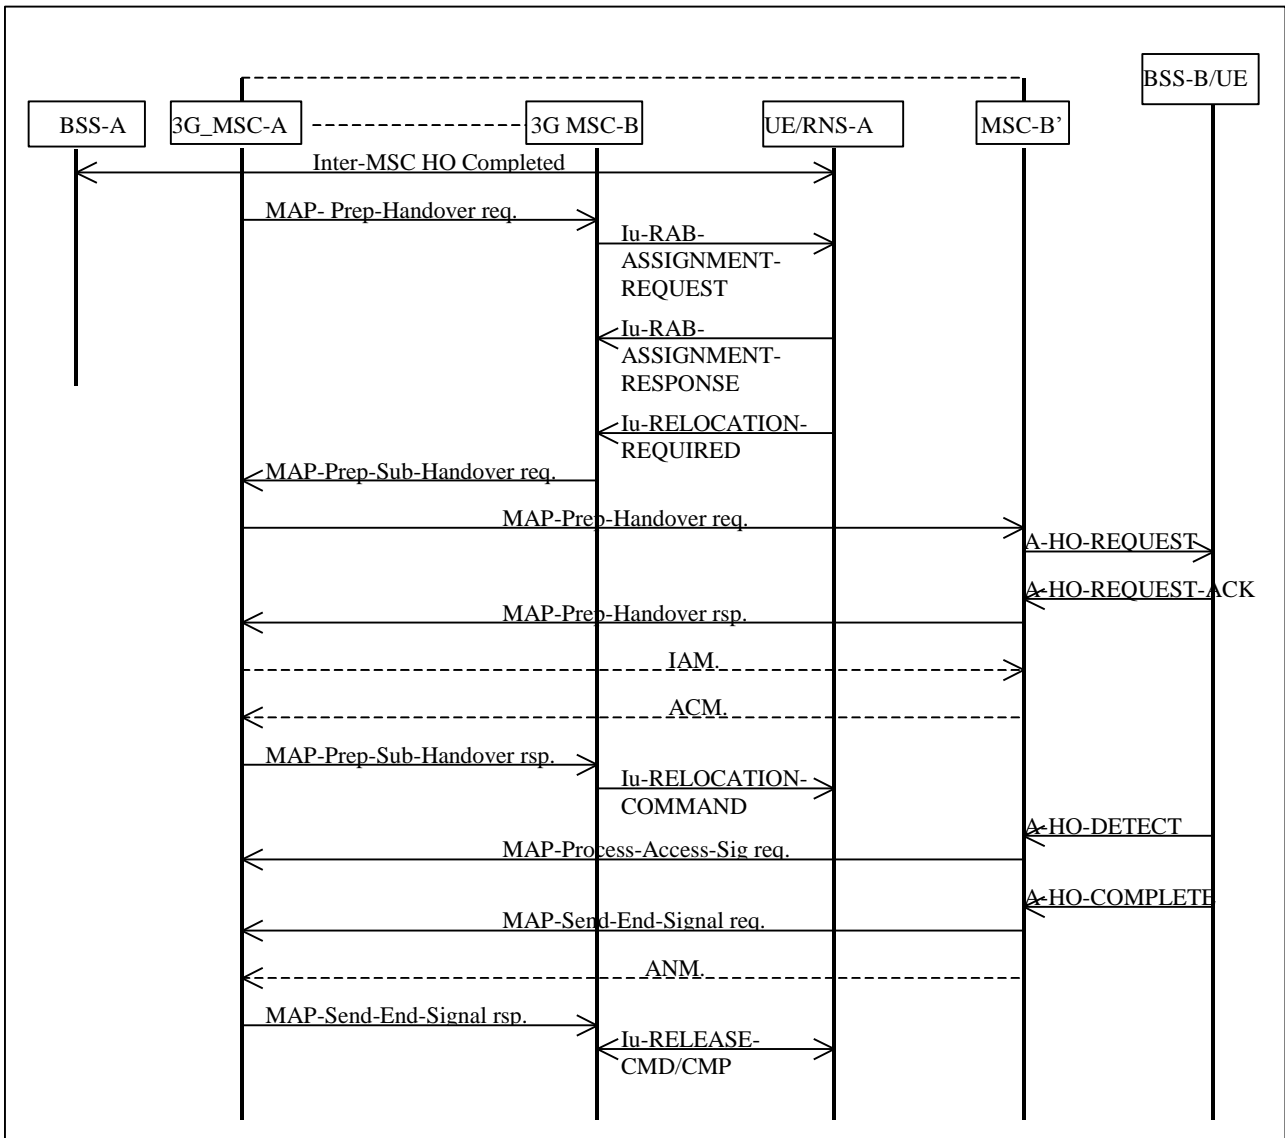 BSS-B/UE
BSS-A
3G_MSC-A
3G MSC-B
UE/RNS-A
MSC-B’
Inter-MSC HO Completed
MAP- Prep-Handover req.
Iu-RAB-
ASSIGNMENT-
REQUEST
Iu-RAB-
ASSIGNMENT-
RESPONSE
Iu-RELOCATION-
REQUIRED
MAP-Prep-Sub-Handover req.
MAP-Prep-Handover req.
A-HO-REQUEST
A-HO-REQUEST-ACK
MAP-Prep-Handover rsp.
IAM.
ACM.
MAP-Prep-Sub-Handover rsp.
Iu-RELOCATION-
COMMAND
A-HO-DETECT
MAP-Process-Access-Sig req.
A-HO-COMPLETE
MAP-Send-End-Signal req.
ANM.
MAP-Send-End-Signal rsp.
Iu-RELEASE-
CMD/CMP